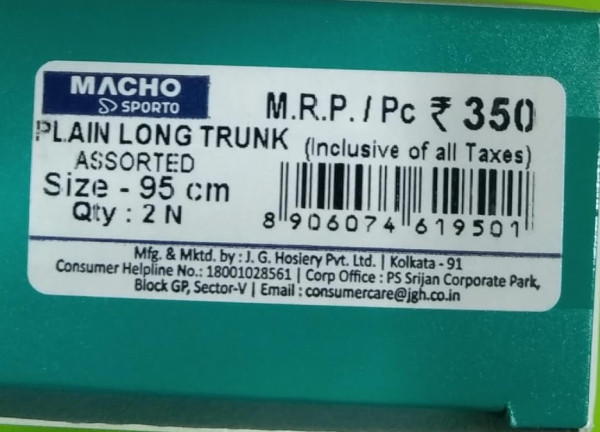 MACHO
SPORTO
M.R.P. / Pc ₹ 350
(Inclusive of all Taxes)
PLAIN LONG TRUNK
ASSORTED
Size - 95 cm
Qty : 2 N
8 906074 619501
Mfg. & Mktd. by : J. G. Hosiery Pvt. Ltd. | Kolkata - 91
Consumer Helpline No.: 18001028561 | Corp Office : PS Srijan Corporate Park,
Block GP, Sector-V | Email : consumercare@jgh.co.in